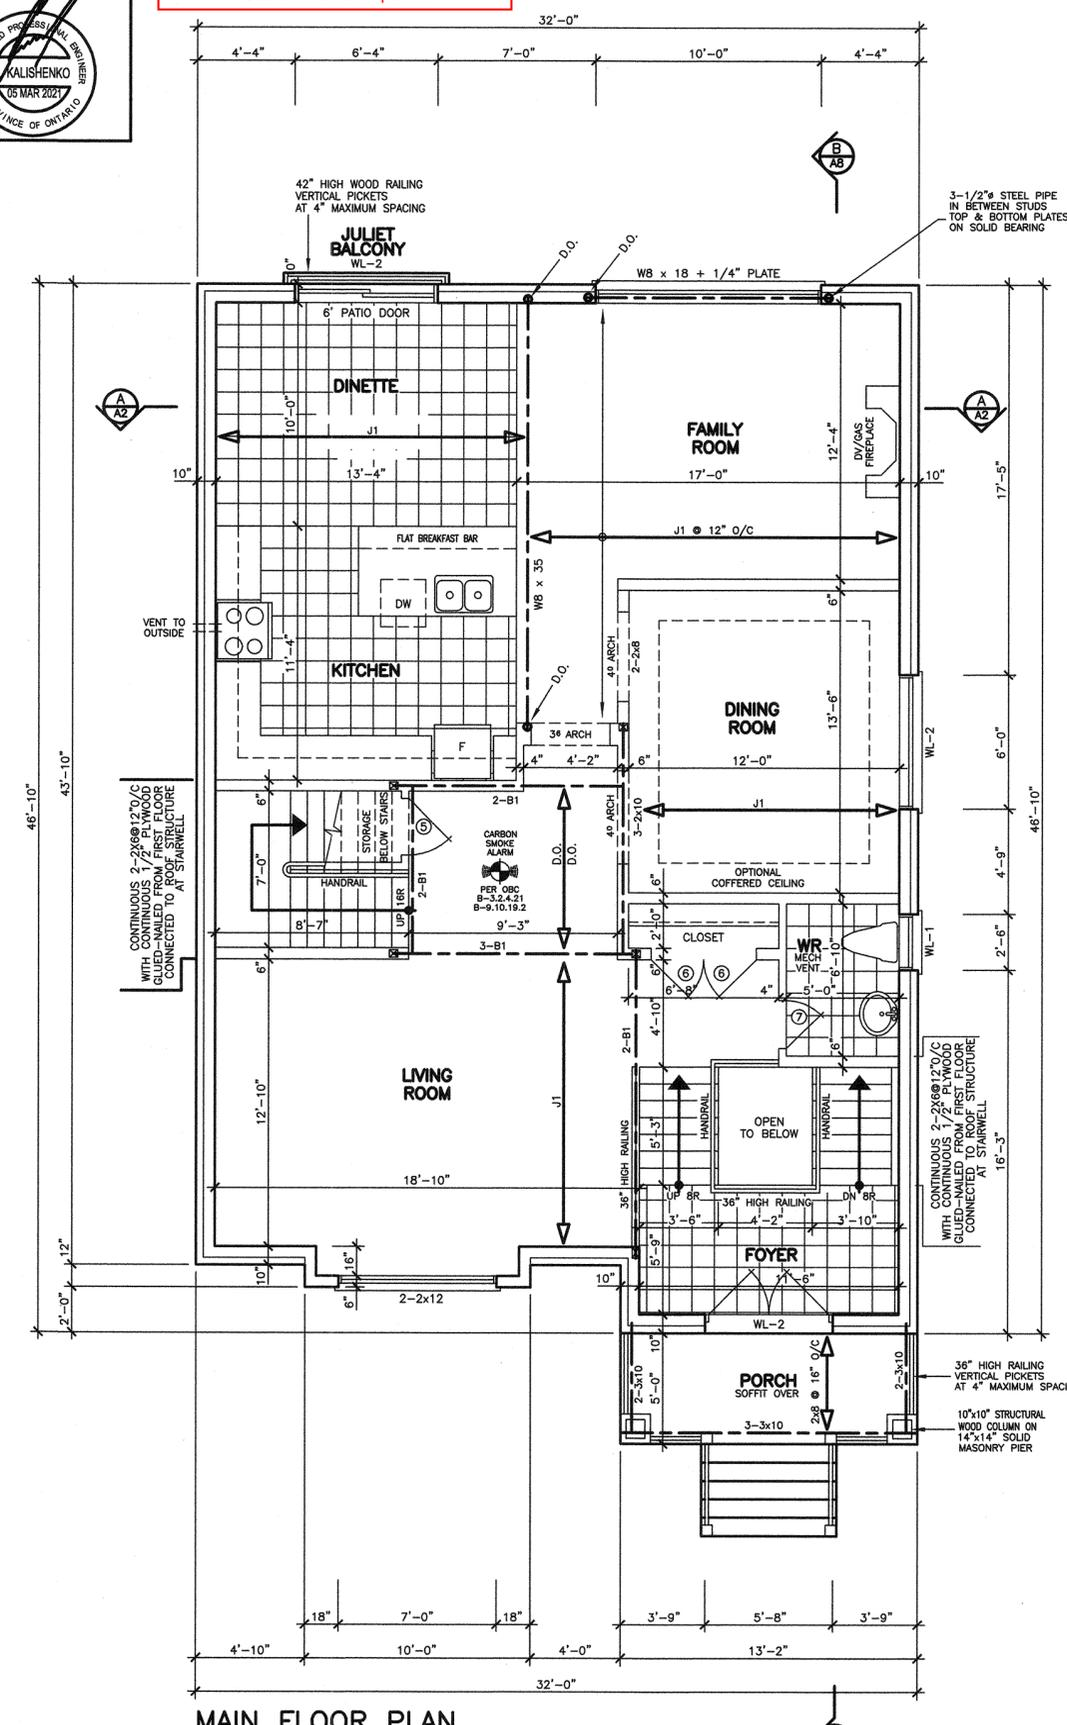 KALISHENKO
05 MAR 2021
32'-0"
4'-4"
6'-4"
7'-0"
10'-0"
4'-4"
B
A8
42" HIGH WOOD RAILING
VERTICAL PICKETS
AT 4" MAXIMUM SPACING
JULIET
BALCONY
WL-2
D.O.
D.O.
W8 x 18 + 1/4" PLATE
3-1/2"ø STEEL PIPE
IN BETWEEN STUDS
TOP & BOTTOM PLATES
ON SOLID BEARING
6' PATIO DOOR
DINETTE
10'-0"
A
A2
A
A2
J1
FAMILY
ROOM
12'-4"
DV/GAS
FIREPLACE
10"
13'-4"
17'-0"
10"
17'-5"
FLAT BREAKFAST BAR
J1 @ 12" O/C
W8 x 35
DW
VENT TO
OUTSIDE
11'-4"
KITCHEN
6"
4⁰ ARCH
2-2x8
D.O.
DINING
ROOM
13'-6"
WL-2
6'-0"
F
3⁶ ARCH
4"
4'-2"
6"
12'-0"
46'-10"
43'-10"
46'-10"
CONTINUOUS 2-2X6@12"O/C
WITH CONTINUOUS 1/2" PLYWOOD
GLUED-NAILED FROM FIRST FLOOR
CONNECTED TO ROOF STRUCTURE
AT STAIRWELL
6"
2-B1
4⁰ ARCH
3-2x10
J1
STORAGE
BELOW STAIRS
5
CARBON
SMOKE
ALARM
PER OBC
B-3.2.4.21
B-9.10.19.2
D.O.
D.O.
4'-9"
7'-0"
HANDRAIL
2-B1
UP 16R
OPTIONAL
COFFERED CEILING
6"
8'-7"
9'-3"
3-B1
2'-0"
CLOSET
WR
MECH
VENT
6'-10"
WL-1
2'-6"
6"
6"
6
6
6'-8"
4"
5'-0"
7
4'-10"
2-B1
6"
LIVING
ROOM
J1
12'-10"
OPEN
TO BELOW
HANDRAIL
HANDRAIL
5'-3"
CONTINUOUS 2-2X6@12"O/C
WITH CONTINUOUS 1/2" PLYWOOD
GLUED-NAILED FROM FIRST FLOOR
CONNECTED TO ROOF STRUCTURE
AT STAIRWELL
16'-3"
36" HIGH RAILING
18'-10"
UP 8R
36" HIGH RAILING
DN 8R
3'-6"
4'-2"
3'-10"
5'-9"
FOYER
12"
10"
16"
10"
11'-6"
2'-0"
6"
2-2x12
WL-2
10"
2-3x10
5'-0"
PORCH
SOFFIT OVER
2x8 @ 16" O/C
2-3x10
3-3x10
36" HIGH RAILING
VERTICAL PICKETS
AT 4" MAXIMUM SPACI
10"x10" STRUCTURAL
WOOD COLUMN ON
14"x14" SOLID
MASONRY PIER
18"
7'-0"
18"
3'-9"
5'-8"
3'-9"
4'-10"
10'-0"
4'-0"
13'-2"
32'-0"
MAIN FLOOR PLAN